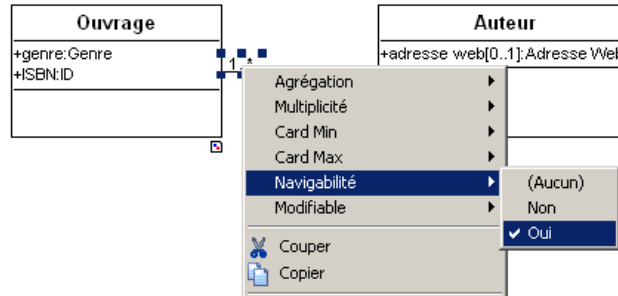 Ouvrage
+genre:Genre
+ISBN:ID
1..*
Auteur
+adresse web[0..1]:Adresse Web
Agrégation
Multiplicité
Card Min
Card Max
Navigabilité
Modifiable
Couper
Copier
(Aucun)
Non
Oui